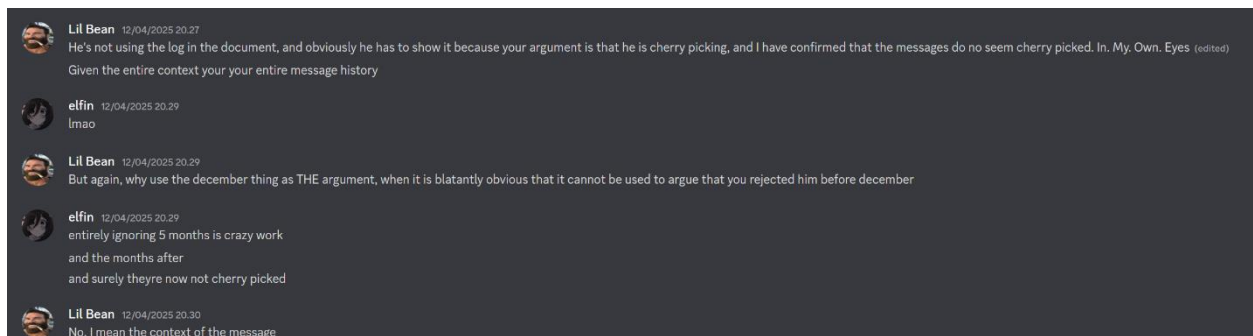 Lil Bean 12/04/2025 20.27
He's not using the log in the document, and obviously he has to show it because your argument is that he is cherry picking, and I have confirmed that the messages do no seem cherry picked. In. My. Own. Eyes (edited)
Given the entire context your your entire message history
elfin 12/04/2025 20.29
lmao
Lil Bean 12/04/2025 20.29
But again, why use the december thing as THE argument, when it is blatantly obvious that it cannot be used to argue that you rejected him before december
elfin 12/04/2025 20.29
entirely ignoring 5 months is crazy work
and the months after
and surely theyre now not cherry picked
Lil Bean 12/04/2025 20.30
No, I mean the context of the message